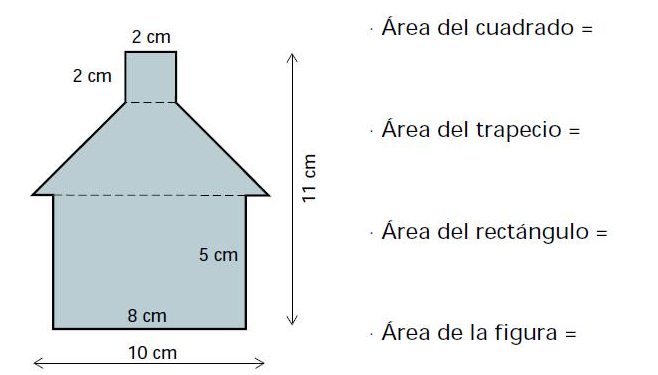 2 cm
2 cm
11 cm
5 cm
8 cm
10 cm
· Área del cuadrado =
· Área del trapecio =
· Área del rectángulo =
· Área de la figura =